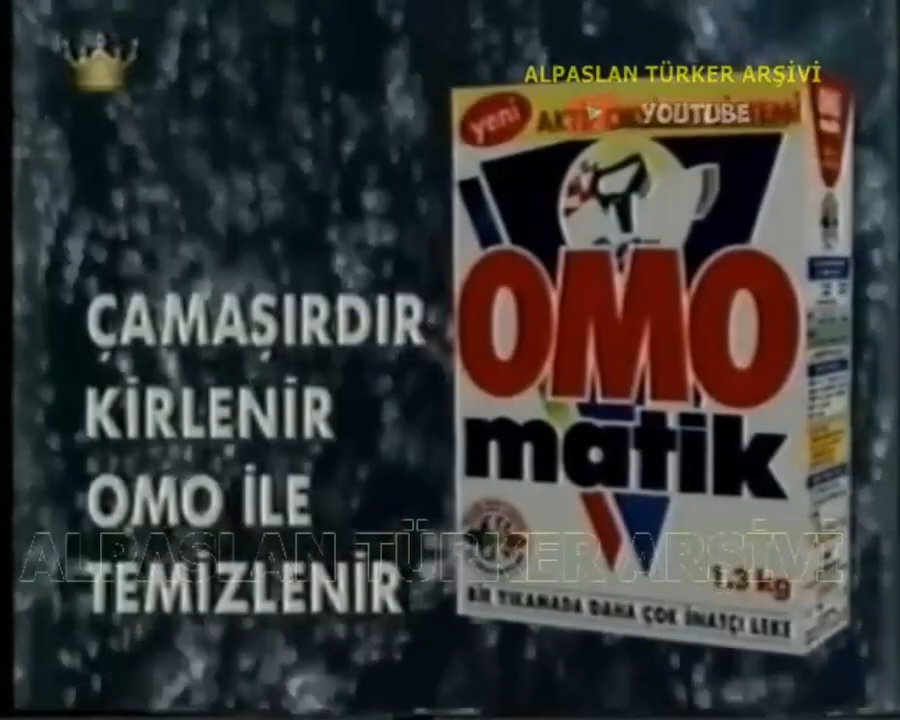 ALPASLAN TÜRKER ARŞİVİ
yeni
YOUTUBE
OMO
matik
ÇAMAŞIRDIR
KİRLENİR
OMO İLE
TEMİZLENİR
ALPASLAN TÜRKER ARŞİVİ
1,3 kg
BİR YIKAMADA DAHA ÇOK İNATÇI LEKE